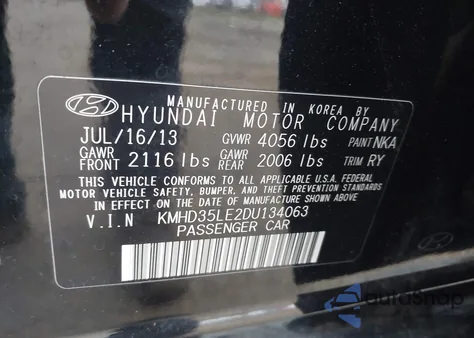 MANUFACTURED IN KOREA BY
HYUNDAI MOTOR COMPANY
JUL/16/13 GVWR 4056 lbs PAINT NKA
GAWR FRONT 2116 lbs GAWR REAR 2006 lbs TRIM RY
THIS VEHICLE CONFORMS TO ALL APPLICABLE U.S.A. FEDERAL
MOTOR VEHICLE SAFETY, BUMPER, AND THEFT PREVENTION STANDARDS
IN EFFECT ON THE DATE OF MANUFACTURE SHOWN ABOVE.
V.I.N KMHD35LE2DU134063
PASSENGER CAR
AutoSnap